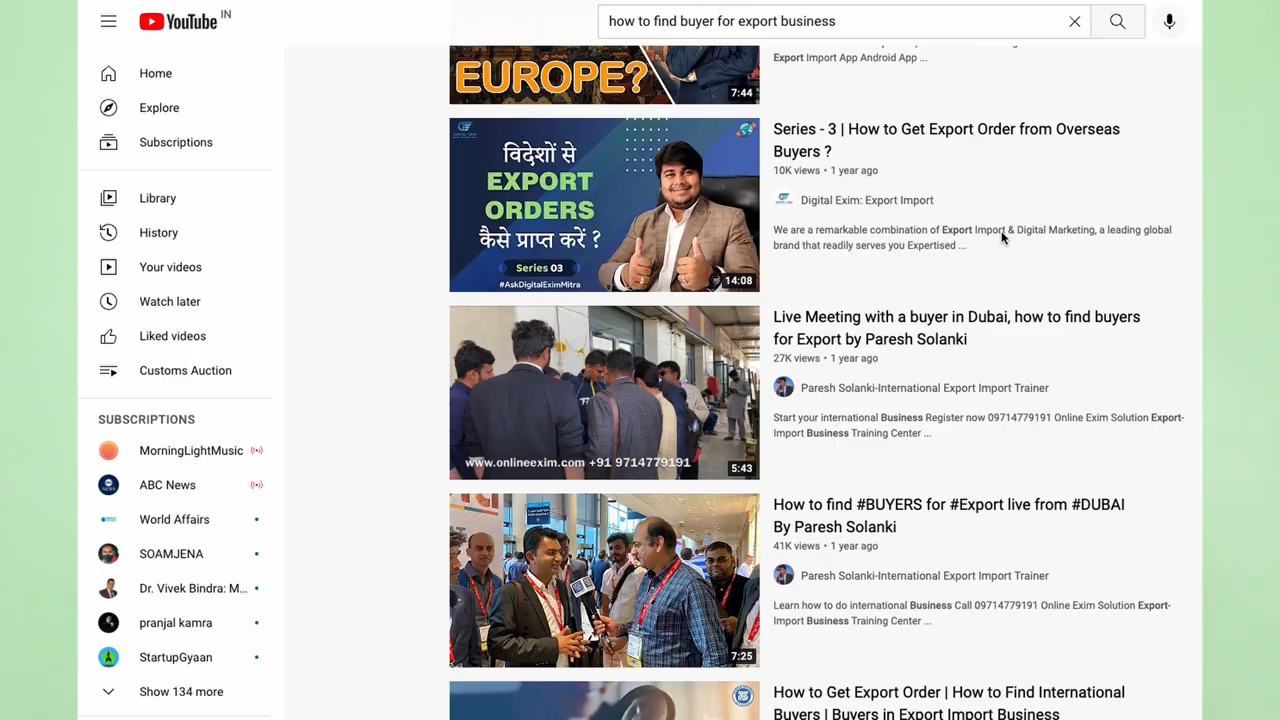 YouTube IN
how to find buyer for export business
Home
Explore
Subscriptions
Library
History
Your videos
Watch later
Liked videos
Customs Auction
SUBSCRIPTIONS
MorningLightMusic
ABC News
World Affairs
SOAMJENA
Dr. Vivek Bindra: M...
pranjal kamra
StartupGyaan
Show 134 more
EUROPE?
7:44
Export Import App Android App ...
विदेशों से
EXPORT
ORDERS
कैसे प्राप्त करें ?
Series 03
#AskDigitalEximMitra
14:08
Series - 3 | How to Get Export Order from Overseas
Buyers ?
10K views • 1 year ago
Digital Exim: Export Import
We are a remarkable combination of Export Import & Digital Marketing, a leading global
brand that readily serves you Expertised ...
www.onlineexim.com +91 9714779191
5:43
Live Meeting with a buyer in Dubai, how to find buyers
for Export by Paresh Solanki
27K views • 1 year ago
Paresh Solanki-International Export Import Trainer
Start your international Business Register now 09714779191 Online Exim Solution Export-
Import Business Training Center ...
7:25
How to find #BUYERS for #Export live from #DUBAI
By Paresh Solanki
41K views • 1 year ago
Paresh Solanki-International Export Import Trainer
Learn how to do international Business Call 09714779191 Online Exim Solution Export-
Import Business Training Center ...
How to Get Export Order | How to Find International
Buyers | Buyers in Export Import Business